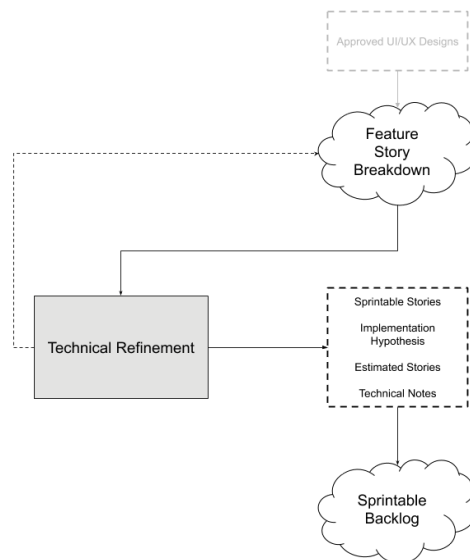 Approved UI/UX Designs
Feature
Story
Breakdown
Technical Refinement
Sprintable Stories
Implementation
Hypothesis
Estimated Stories
Technical Notes
Sprintable
Backlog